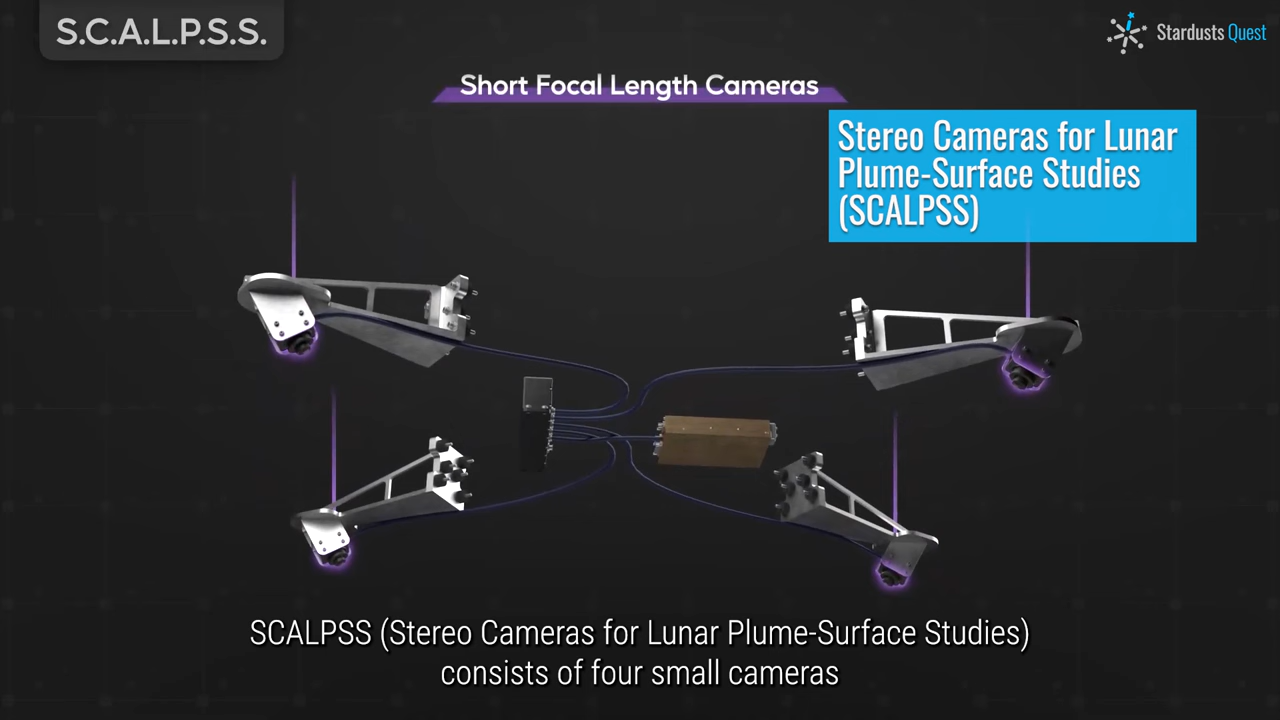 S.C.A.L.P.S.S.
Stardusts Quest
Short Focal Length Cameras
Stereo Cameras for Lunar
Plume-Surface Studies
(SCALPSS)
SCALPSS (Stereo Cameras for Lunar Plume-Surface Studies)
consists of four small cameras